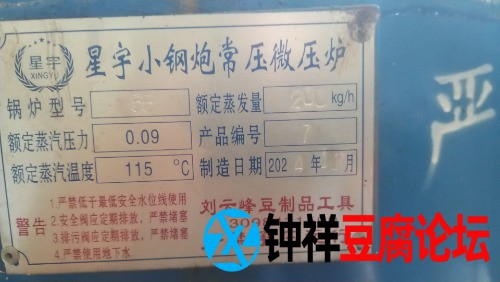 星宇
XINGYU
星宇小钢炮常压微压炉
锅炉型号 额定蒸发量 200 kg/h
额定蒸汽压力 0.09 产品编号 7
额定蒸汽温度 115 ℃ 制造日期 2024 年 月
警告
1.严禁低于最低安全水位线使用
2.安全阀应定期排放，严禁堵塞
3.排污阀应定期排放，严禁堵塞
4.严禁使用地下水
刘云峰豆制品工具
严
钟祥豆腐论坛